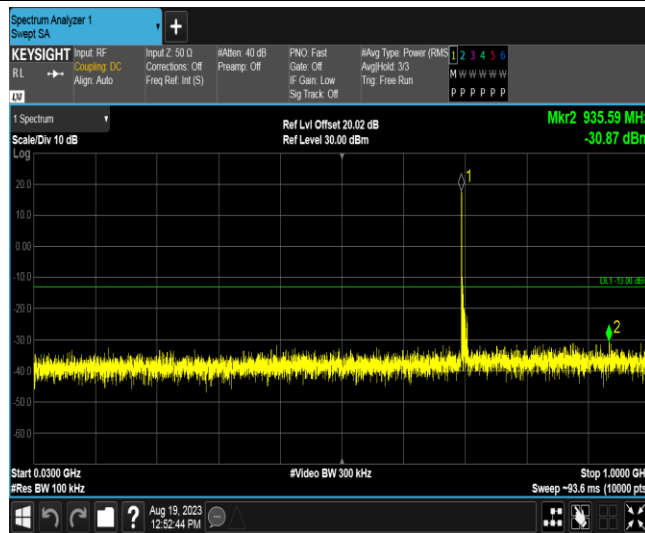 Spectrum Analyzer 1
Swept SA
KEYSIGHT
RL
LXI
Input: RF
Coupling: DC
Align: Auto
Input Z: 50 Ω
Corrections: Off
Freq Ref: Int (S)
#Atten: 40 dB
Preamp: Off
PNO: Fast
Gate: Off
IF Gain: Low
Sig Track: Off
#Avg Type: Power (RMS
Avg|Hold: 3/3
Trig: Free Run
1 2 3 4 5 6
M W W W W W
P P P P P P
1 Spectrum
Scale/Div 10 dB
Log
Ref Lvl Offset 20.02 dB
Ref Level 30.00 dBm
Mkr2 935.59 MHz
-30.87 dBm
1
20.0
10.0
0.00
-10.0
DL1 -13.00 dB
-20.0
2
-30.0
-40.0
-50.0
-60.0
Start 0.0300 GHz
#Res BW 100 kHz
#Video BW 300 kHz
Stop 1.0000 GH
Sweep ~93.6 ms (10000 pts
?
Aug 19, 2023
12:52:44 PM